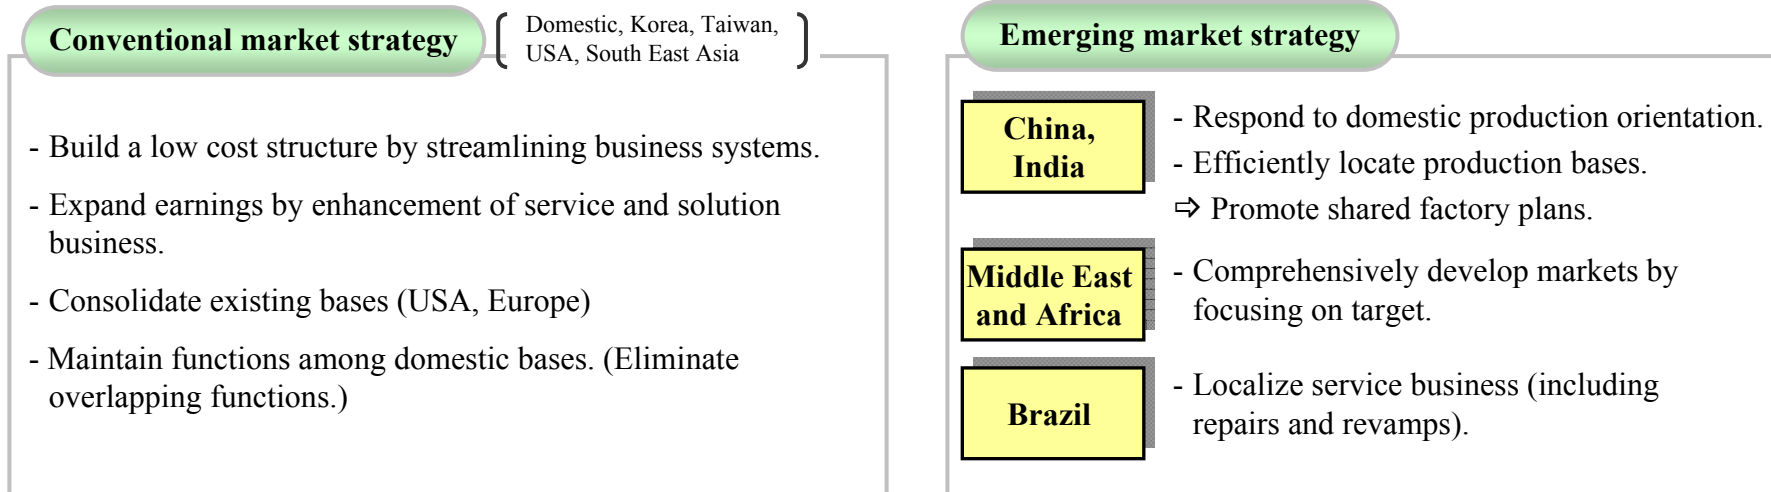 Conventional market strategy
Domestic, Korea, Taiwan,
USA, South East Asia
- Build a low cost structure by streamlining business systems.
- Expand earnings by enhancement of service and solution
business.
- Consolidate existing bases (USA, Europe)
- Maintain functions among domestic bases. (Eliminate
overlapping functions.)
Emerging market strategy
China,
India
- Respond to domestic production orientation.
- Efficiently locate production bases.
⇨ Promote shared factory plans.
Middle East
and Africa
- Comprehensively develop markets by
focusing on target.
Brazil
- Localize service business (including
repairs and revamps).